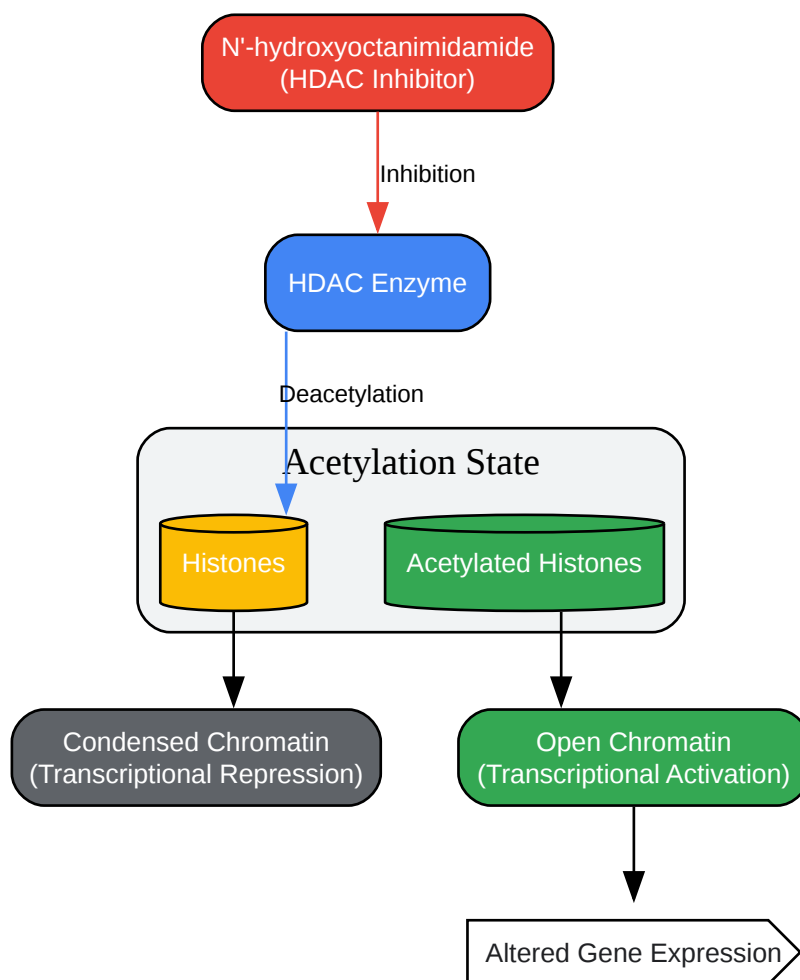 N'-hydroxyoctanimidamide
(HDAC Inhibitor)
Inhibition
HDAC Enzyme
Deacetylation
Acetylation State
Histones
Acetylated Histones
Condensed Chromatin
(Transcriptional Repression)
Open Chromatin
(Transcriptional Activation)
Altered Gene Expression